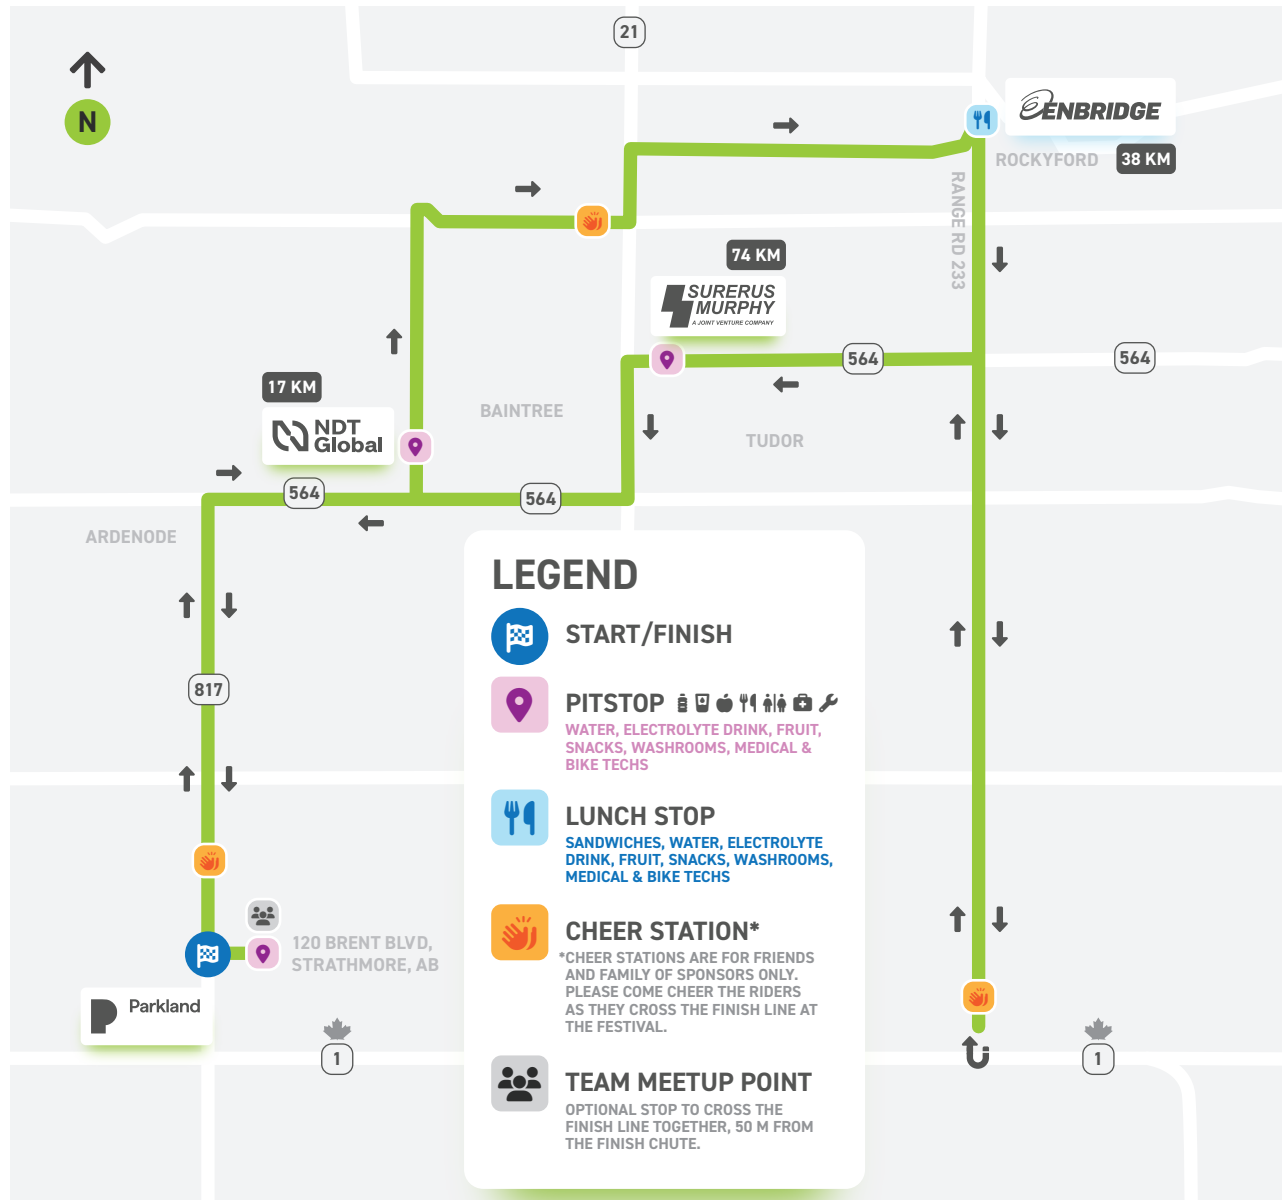 21
N
ENBRIDGE
ROCKYFORD
38 KM
RANGE RD 233
74 KM
SURERUS
MURPHY
A JOINT VENTURE COMPANY
564
564
17 KM
NDT
Global
BAINTREE
TUDOR
564
564
ARDENODE
817
120 BRENT BLVD,
STRATHMORE, AB
Parkland
1
1
LEGEND
START/FINISH
PITSTOP
WATER, ELECTROLYTE DRINK, FRUIT,
SNACKS, WASHROOMS, MEDICAL &
BIKE TECHS
LUNCH STOP
SANDWICHES, WATER, ELECTROLYTE
DRINK, FRUIT, SNACKS, WASHROOMS,
MEDICAL & BIKE TECHS
CHEER STATION*
*CHEER STATIONS ARE FOR FRIENDS
AND FAMILY OF SPONSORS ONLY.
PLEASE COME CHEER THE RIDERS
AS THEY CROSS THE FINISH LINE AT
THE FESTIVAL.
TEAM MEETUP POINT
OPTIONAL STOP TO CROSS THE
FINISH LINE TOGETHER, 50 M FROM
THE FINISH CHUTE.